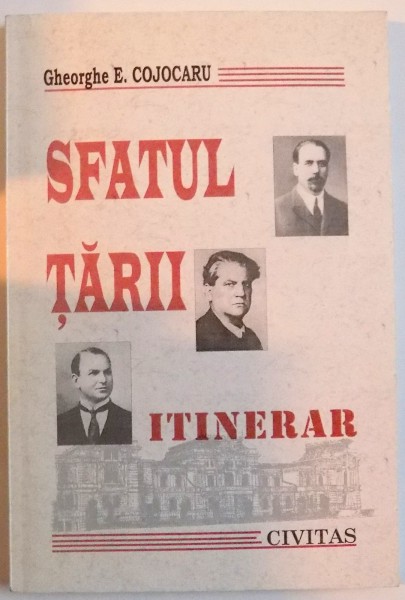 Gheorghe E. COJOCARU
SFATUL
ȚĂRII
ITINERAR
CIVITAS